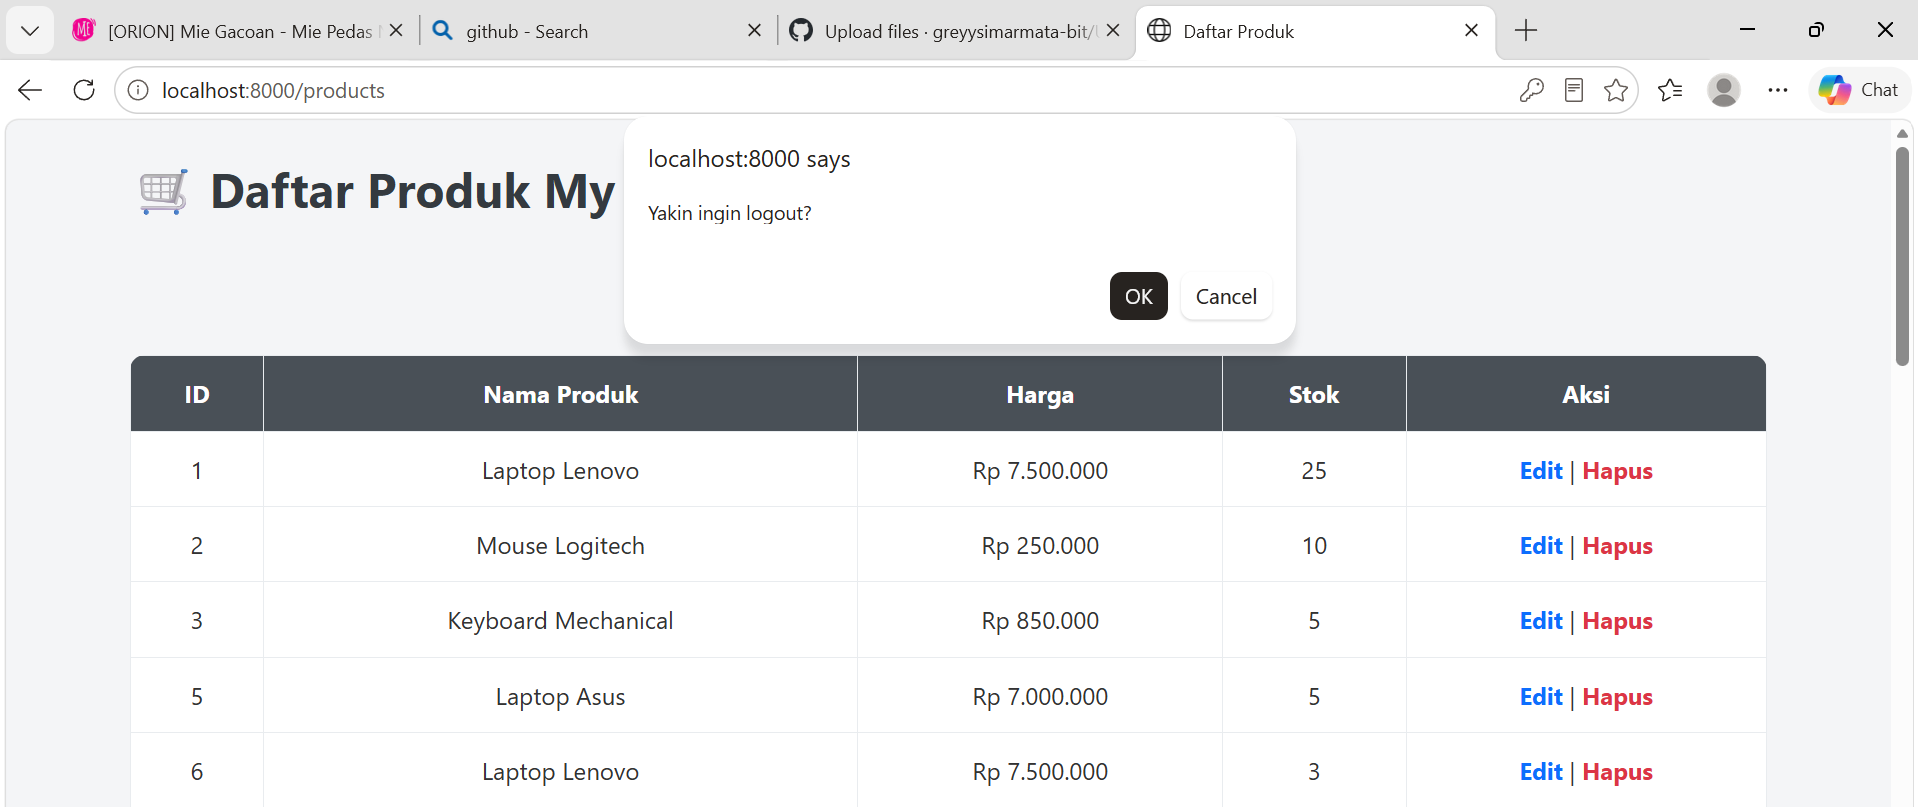 [ORION] Mie Gacoan - Mie Pedas
github - Search
Upload files · greyysimarmata-bit/
Daftar Produk
localhost:8000/products
Chat
localhost:8000 says
Yakin ingin logout?
OK
Cancel
Daftar Produk My
ID Nama Produk Harga Stok Aksi
1 Laptop Lenovo Rp 7.500.000 25 Edit | Hapus
2 Mouse Logitech Rp 250.000 10 Edit | Hapus
3 Keyboard Mechanical Rp 850.000 5 Edit | Hapus
5 Laptop Asus Rp 7.000.000 5 Edit | Hapus
6 Laptop Lenovo Rp 7.500.000 3 Edit | Hapus